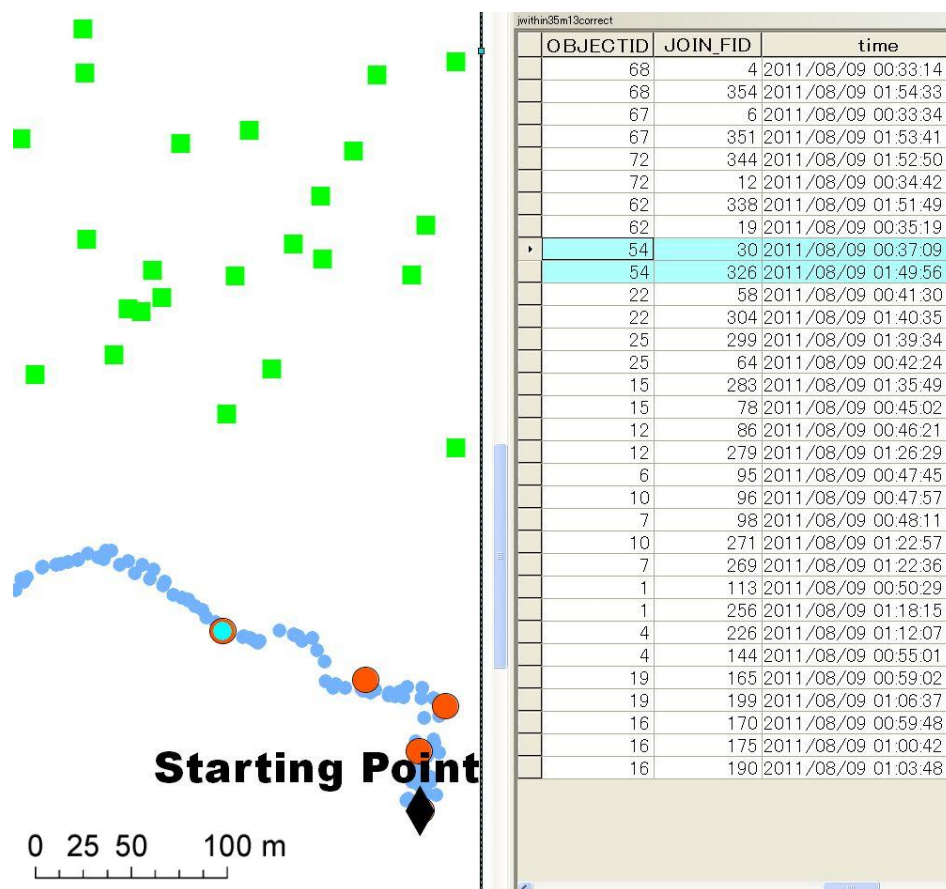 jwithin35m13correct
OBJECTID JOIN_FID time
68 4 2011/08/09 00:33:14
68 354 2011/08/09 01:54:33
67 6 2011/08/09 00:33:34
67 351 2011/08/09 01:53:41
72 344 2011/08/09 01:52:50
72 12 2011/08/09 00:34:42
62 338 2011/08/09 01:51:49
62 19 2011/08/09 00:35:19
54 30 2011/08/09 00:37:09
54 326 2011/08/09 01:49:56
22 58 2011/08/09 00:41:30
22 304 2011/08/09 01:40:35
25 299 2011/08/09 01:39:34
25 64 2011/08/09 00:42:24
15 283 2011/08/09 01:35:49
15 78 2011/08/09 00:45:02
12 86 2011/08/09 00:46:21
12 279 2011/08/09 01:26:29
6 95 2011/08/09 00:47:45
10 96 2011/08/09 00:47:57
7 98 2011/08/09 00:48:11
10 271 2011/08/09 01:22:57
7 269 2011/08/09 01:22:36
1 113 2011/08/09 00:50:29
1 256 2011/08/09 01:18:15
4 226 2011/08/09 01:12:07
4 144 2011/08/09 00:55:01
19 165 2011/08/09 00:59:02
19 199 2011/08/09 01:06:37
16 170 2011/08/09 00:59:48
16 175 2011/08/09 01:00:42
16 190 2011/08/09 01:03:48
Starting Point
0 25 50 100 m